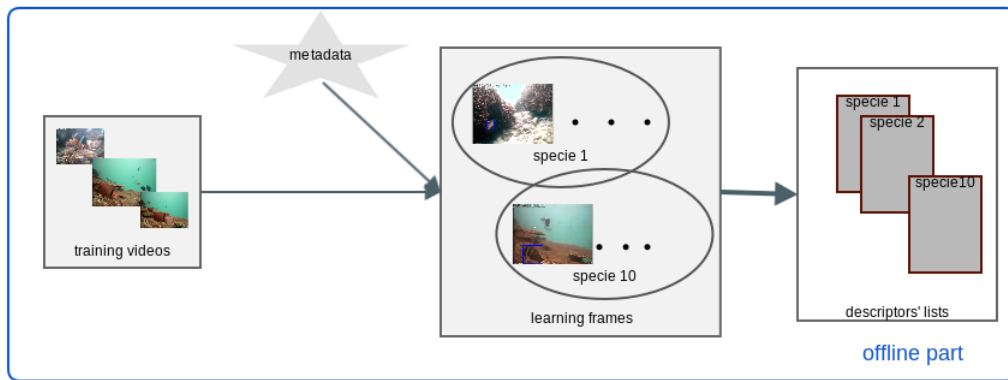 metadata
training videos
specie 1
specie 10
learning frames
specie 1
specie 2
specie10
descriptors' lists
offline part